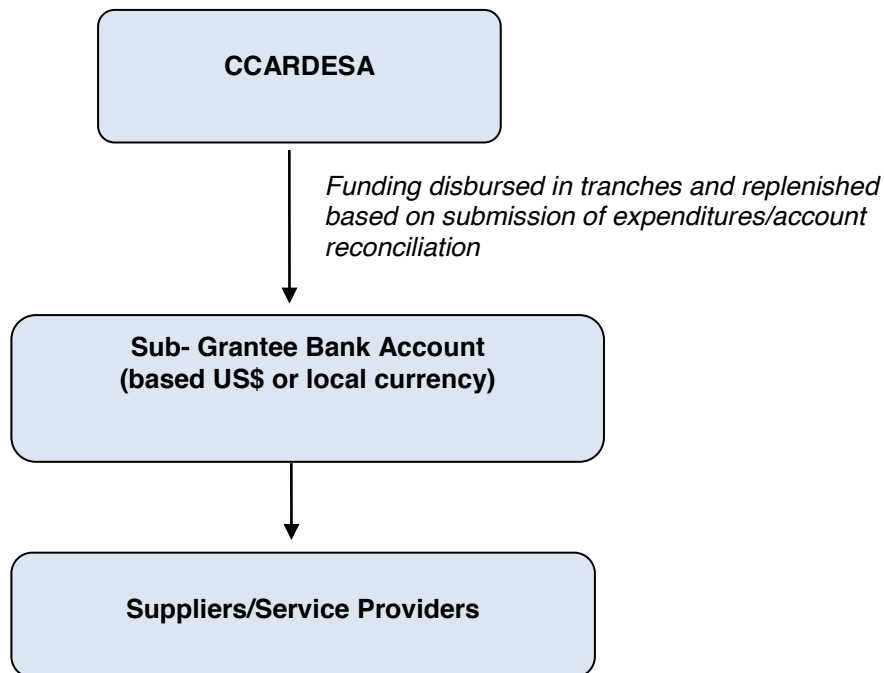 CCARDESA
Funding disbursed in tranches and replenished
based on submission of expenditures/account
reconciliation
Sub- Grantee Bank Account
(based US$ or local currency)
Suppliers/Service Providers